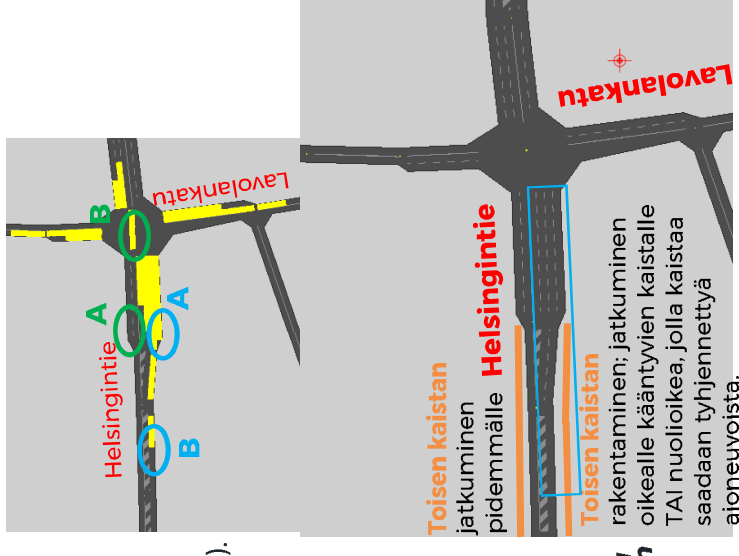 Helsingintie
Lavolankatu
A
B
A
B
).
Toisen kaistan
jatkuminen
pidemmälle
Helsingintie
Lavolankatu
Toisen kaistan
rakentaminen; jatkuminen
oikealle kääntyvien kaistalle
TAI nuolioikea, jolla kaistaa
saadaan tyhjennettyä
ajoneuvoista.